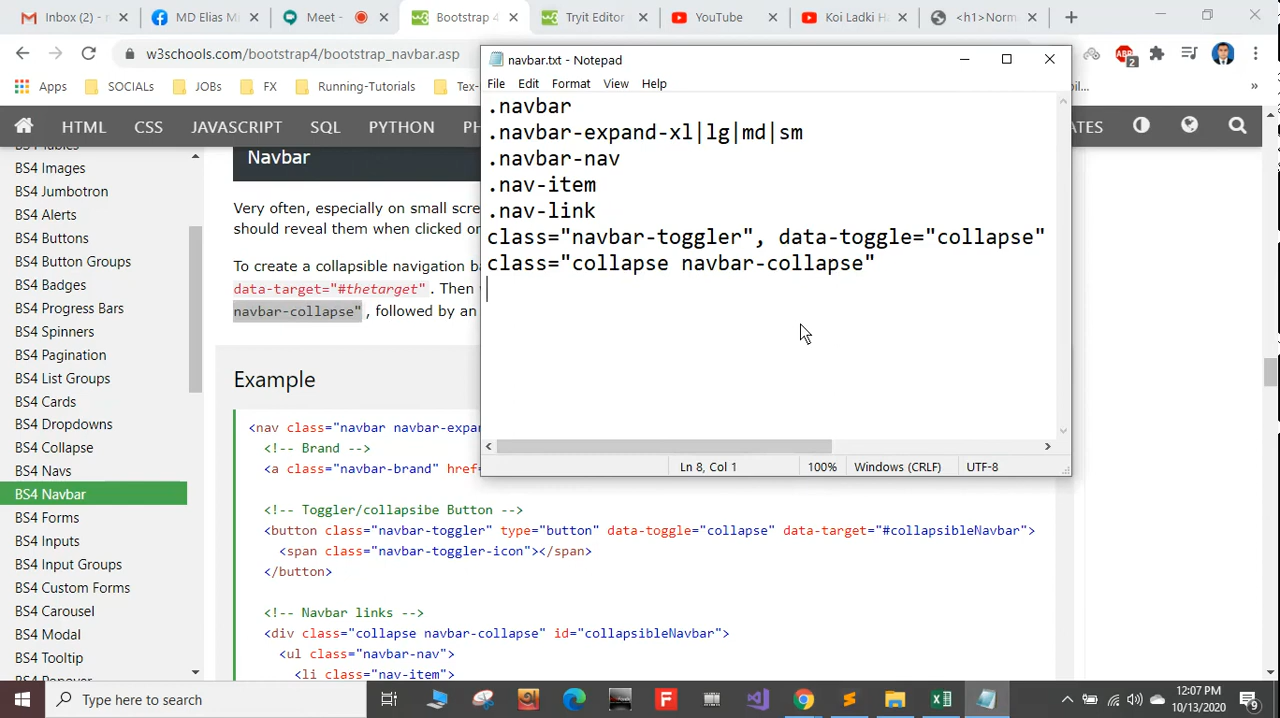 Inbox (2) - r
MD Elias Mi
Meet -
Bootstrap 4
Tryit Editor
YouTube
Koi Ladki H
<h1>Norm
w3schools.com/bootstrap4/bootstrap_navbar.asp
2
Apps
SOCIALs
JOBs
FX
Running-Tutorials
Tex-
»
HTML
CSS
JAVASCRIPT
SQL
PYTHON
ATES
navbar.txt - Notepad
File Edit Format View Help
.navbar
.navbar-expand-xl|lg|md|sm
.navbar-nav
.nav-item
.nav-link
class="navbar-toggler", data-toggle="collapse"
class="collapse navbar-collapse"
Ln 8, Col 1
100%
Windows (CRLF)
UTF-8
BS4 Images
BS4 Jumbotron
BS4 Alerts
BS4 Buttons
BS4 Button Groups
BS4 Badges
BS4 Progress Bars
BS4 Spinners
BS4 Pagination
BS4 List Groups
BS4 Cards
BS4 Dropdowns
BS4 Collapse
BS4 Navs
BS4 Navbar
BS4 Forms
BS4 Inputs
BS4 Input Groups
BS4 Custom Forms
BS4 Carousel
BS4 Modal
BS4 Tooltip
Navbar
Very often, especially on small scre
should reveal them when clicked or
To create a collapsible navigation ba
data-target="#thetarget". Then
navbar-collapse", followed by an
Example
<nav class="navbar navbar-expan
<!-- Brand -->
<a class="navbar-brand" href=
<!-- Toggler/collapsibe Button -->
<button class="navbar-toggler" type="button" data-toggle="collapse" data-target="#collapsibleNavbar">
<span class="navbar-toggler-icon"></span>
</button>
<!-- Navbar links -->
<div class="collapse navbar-collapse" id="collapsibleNavbar">
<ul class="navbar-nav">
<li class="nav-item">
Type here to search
12:07 PM
10/13/2020
9